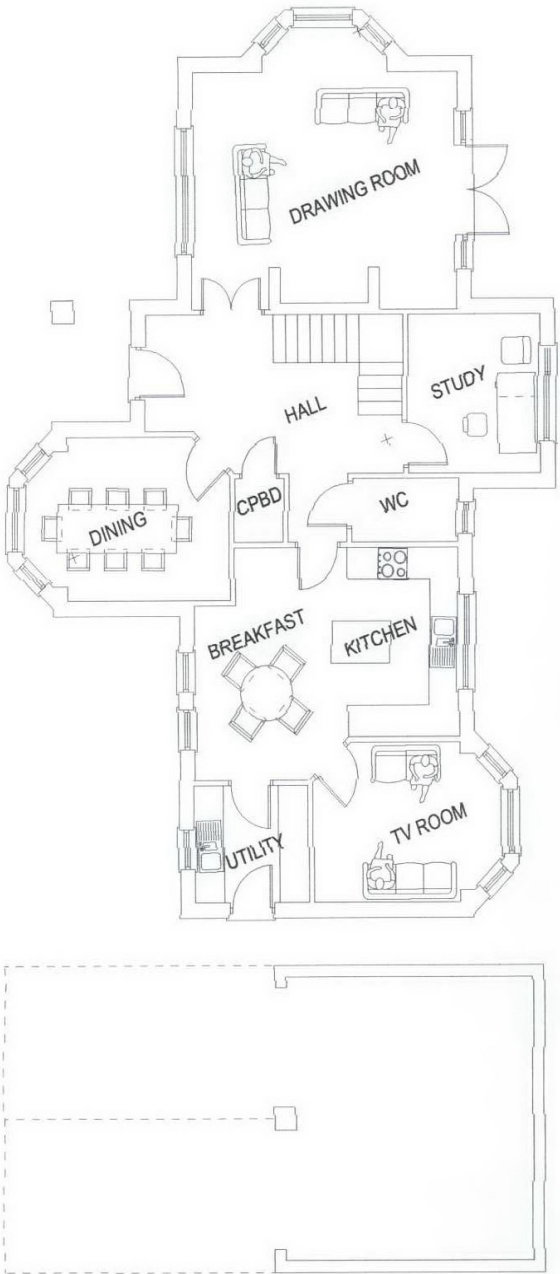 DRAWING ROOM
STUDY
HALL
CPBD
WC
DINING
BREAKFAST
KITCHEN
TV ROOM
UTILITY